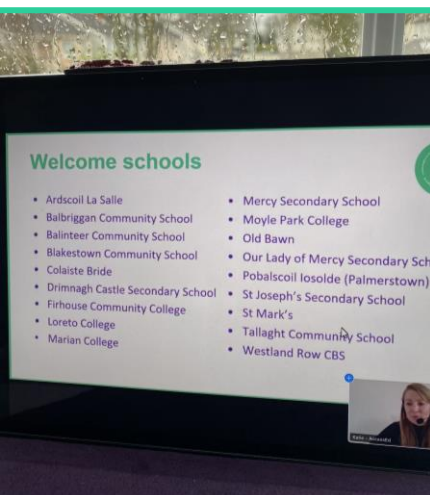 Welcome schools
Ardscoil La Salle
Balbriggan Community School
Balinteer Community School
Blakestown Community School
Colaiste Bride
Drimnagh Castle Secondary School
Firhouse Community College
Loreto College
Marian College
Mercy Secondary School
Moyle Park College
Old Bawn
Our Lady of Mercy Secondary Sch
Pobalscoil Iosolde (Palmerstown)
St Joseph's Secondary School
St Mark's
Tallaght Community School
Westland Row CBS